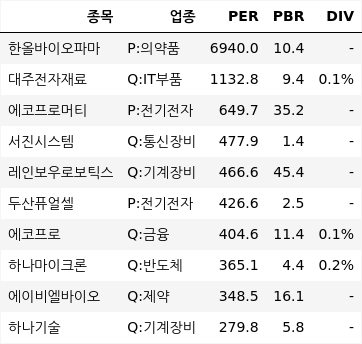 종목 업종 PER PBR DIV
한올바이오파마 P:의약품 6940.0 10.4 -
대주전자재료 Q:IT부품 1132.8 9.4 0.1%
에코프로머티 P:전기전자 649.7 35.2 -
서진시스템 Q:통신장비 477.9 1.4 -
레인보우로보틱스 Q:기계장비 466.6 45.4 -
두산퓨얼셀 P:전기전자 426.6 2.5 -
에코프로 Q:금융 404.6 11.4 0.1%
하나마이크론 Q:반도체 365.1 4.4 0.2%
에이비엘바이오 Q:제약 348.5 16.1 -
하나기술 Q:기계장비 279.8 5.8 -